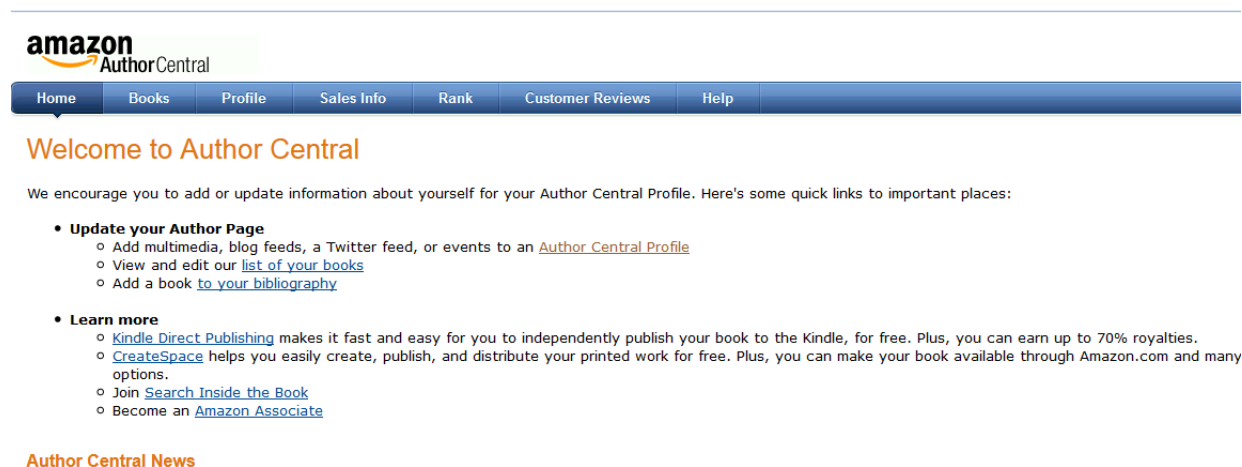 amazon
AuthorCentral
Home Books Profile Sales Info Rank Customer Reviews Help
Welcome to Author Central
We encourage you to add or update information about yourself for your Author Central Profile. Here's some quick links to important places:
• Update your Author Page
Add multimedia, blog feeds, a Twitter feed, or events to an Author Central Profile
View and edit our list of your books
Add a book to your bibliography
• Learn more
Kindle Direct Publishing makes it fast and easy for you to independently publish your book to the Kindle, for free. Plus, you can earn up to 70% royalties.
CreateSpace helps you easily create, publish, and distribute your printed work for free. Plus, you can make your book available through Amazon.com and many
options.
Join Search Inside the Book
Become an Amazon Associate
Author Central News